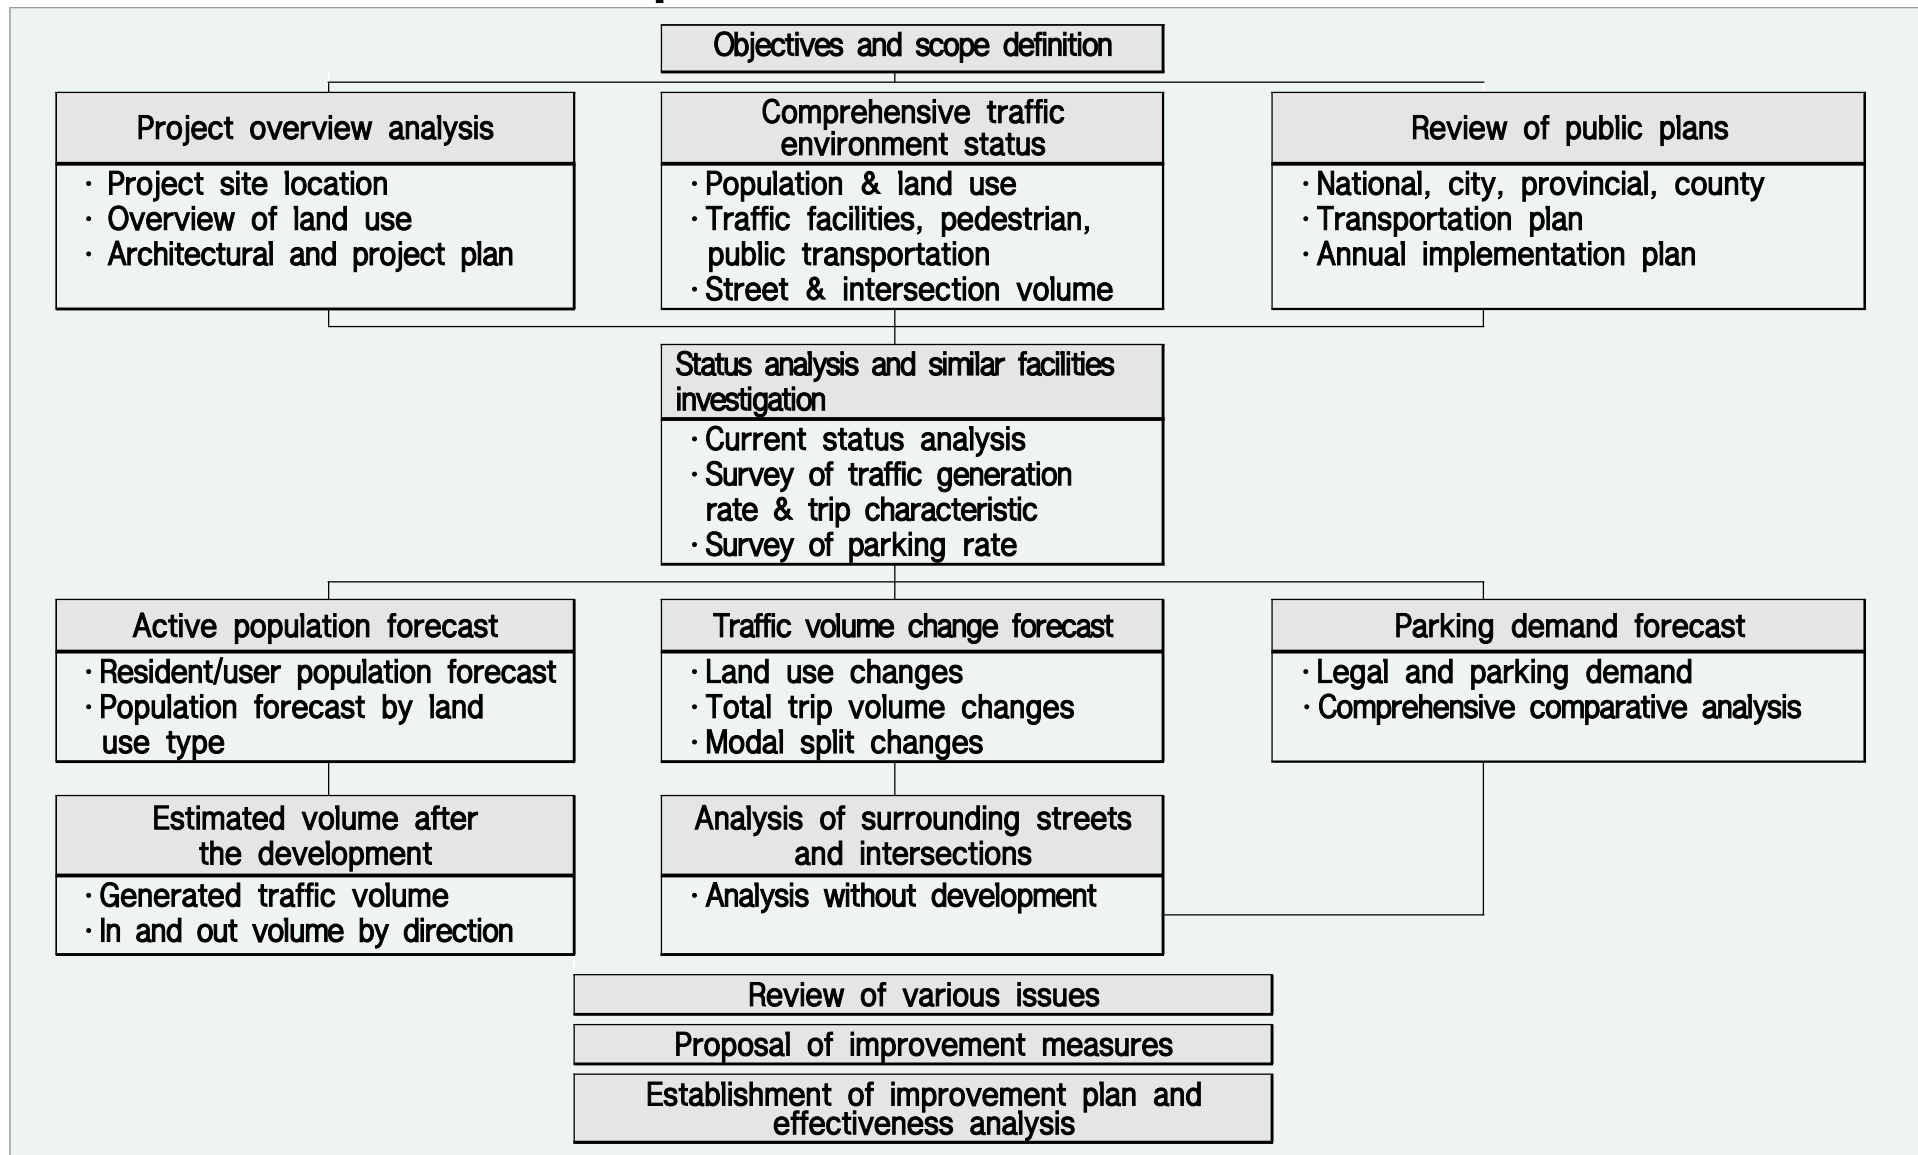 Objectives and scope definition
Project overview analysis
· Project site location
· Overview of land use
· Architectural and project plan
Comprehensive traffic
environment status
· Population & land use
· Traffic facilities, pedestrian,
public transportation
· Street & intersection volume
Review of public plans
· National, city, provincial, county
· Transportation plan
· Annual implementation plan
Status analysis and similar facilities
investigation
· Current status analysis
· Survey of traffic generation
rate & trip characteristic
· Survey of parking rate
Active population forecast
· Resident/user population forecast
· Population forecast by land
use type
Traffic volume change forecast
· Land use changes
· Total trip volume changes
· Modal split changes
Parking demand forecast
· Legal and parking demand
· Comprehensive comparative analysis
Estimated volume after
the development
· Generated traffic volume
· In and out volume by direction
Analysis of surrounding streets
and intersections
· Analysis without development
Review of various issues
Proposal of improvement measures
Establishment of improvement plan and
effectiveness analysis